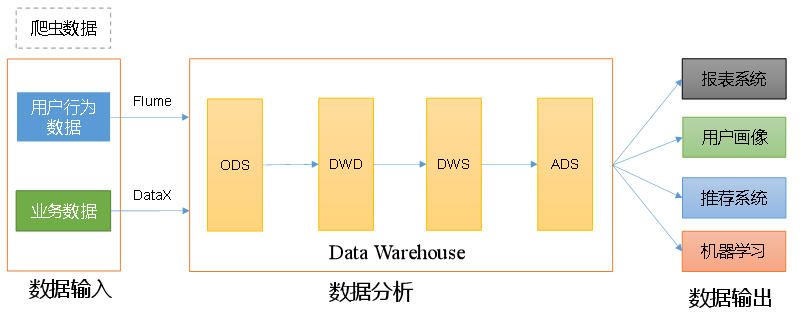 爬虫数据
用户行为
数据
业务数据
数据输入
Flume
DataX
ODS
DWD
DWS
ADS
Data Warehouse
数据分析
报表系统
用户画像
推荐系统
机器学习
数据输出